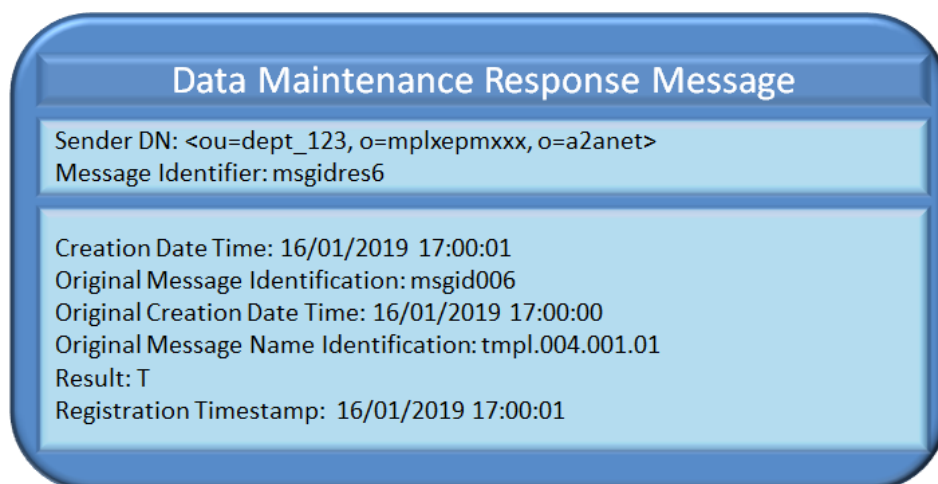 Data Maintenance Response Message
Sender DN: <ou=dept_123, o=mplxepmxxx, o=a2anet>
Message Identifier: msgidres6
Creation Date Time: 16/01/2019 17:00:01
Original Message Identification: msgid006
Original Creation Date Time: 16/01/2019 17:00:00
Original Message Name Identification: tmpl.004.001.01
Result: T
Registration Timestamp: 16/01/2019 17:00:01